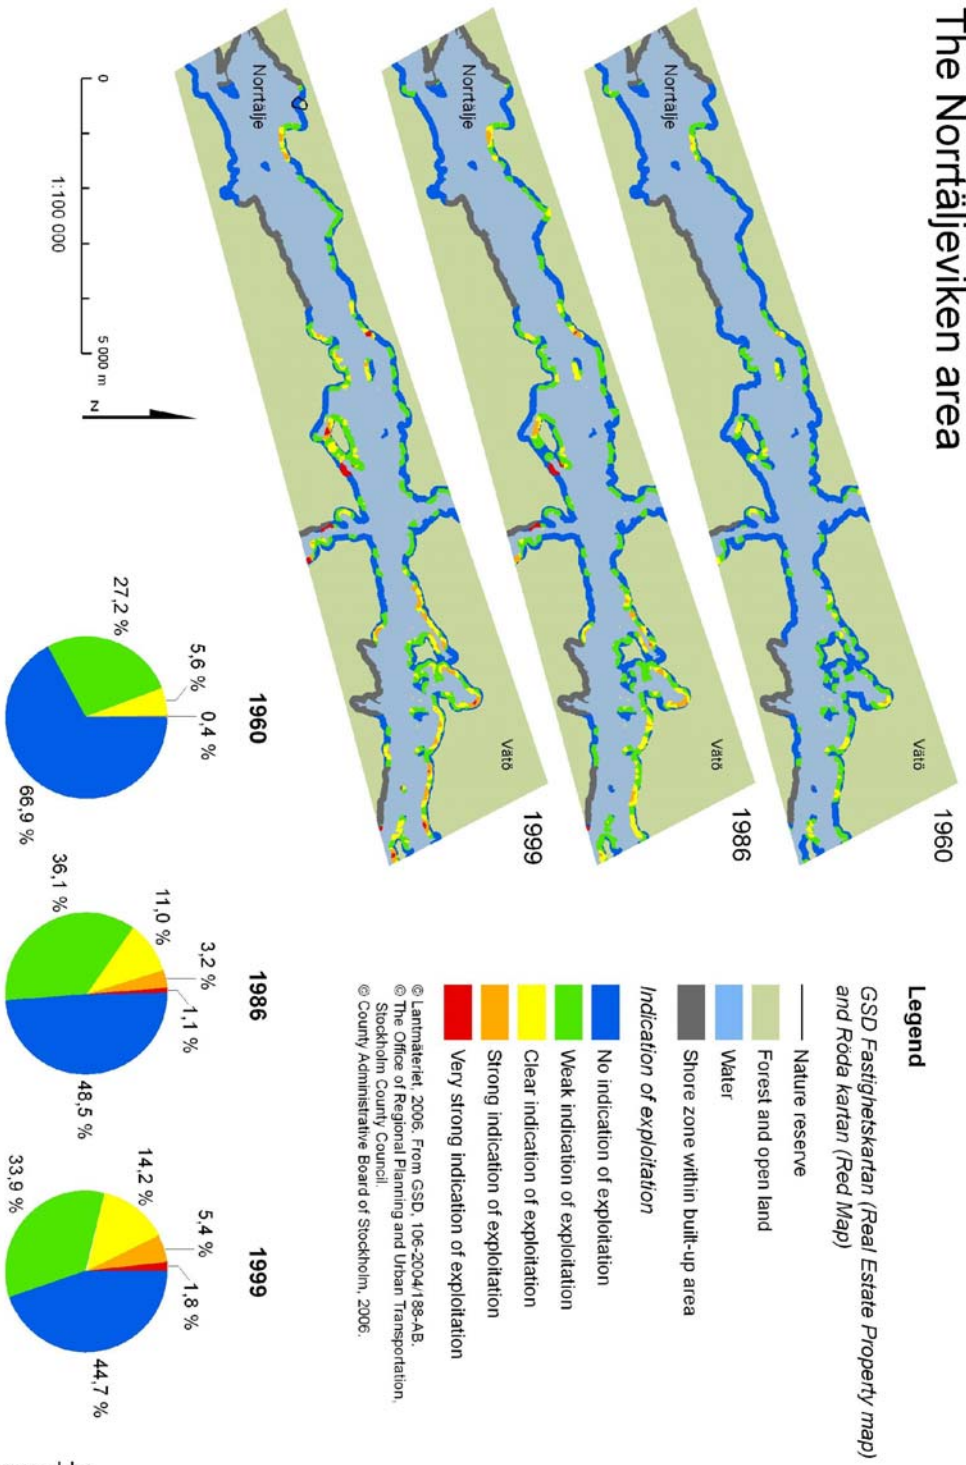 The Norrtäljeviken area
Norrtälje
Vätö
1960
Norrtälje
Vätö
1986
Norrtälje
Vätö
1999
0
5 000 m
1:100 000
N
Legend
GSD Fastighetskartan (Real Estate Property map)
and Röda kartan (Red Map)
Nature reserve
Forest and open land
Water
Shore zone within built-up area
Indication of exploitation
No indication of exploitation
Weak indication of exploitation
Clear indication of exploitation
Strong indication of exploitation
Very strong indication of exploitation
© Lantmäteriet, 2006. From GSD, 106-2004/188-AB.
© The Office of Regional Planning and Urban Transportation,
Stockholm County Council.
© County Administrative Board of Stockholm, 2006.
1960
0,4 %
5,6 %
27,2 %
66,9 %
1986
1,1 %
3,2 %
11,0 %
36,1 %
48,5 %
1999
1,8 %
5,4 %
14,2 %
33,9 %
44,7 %